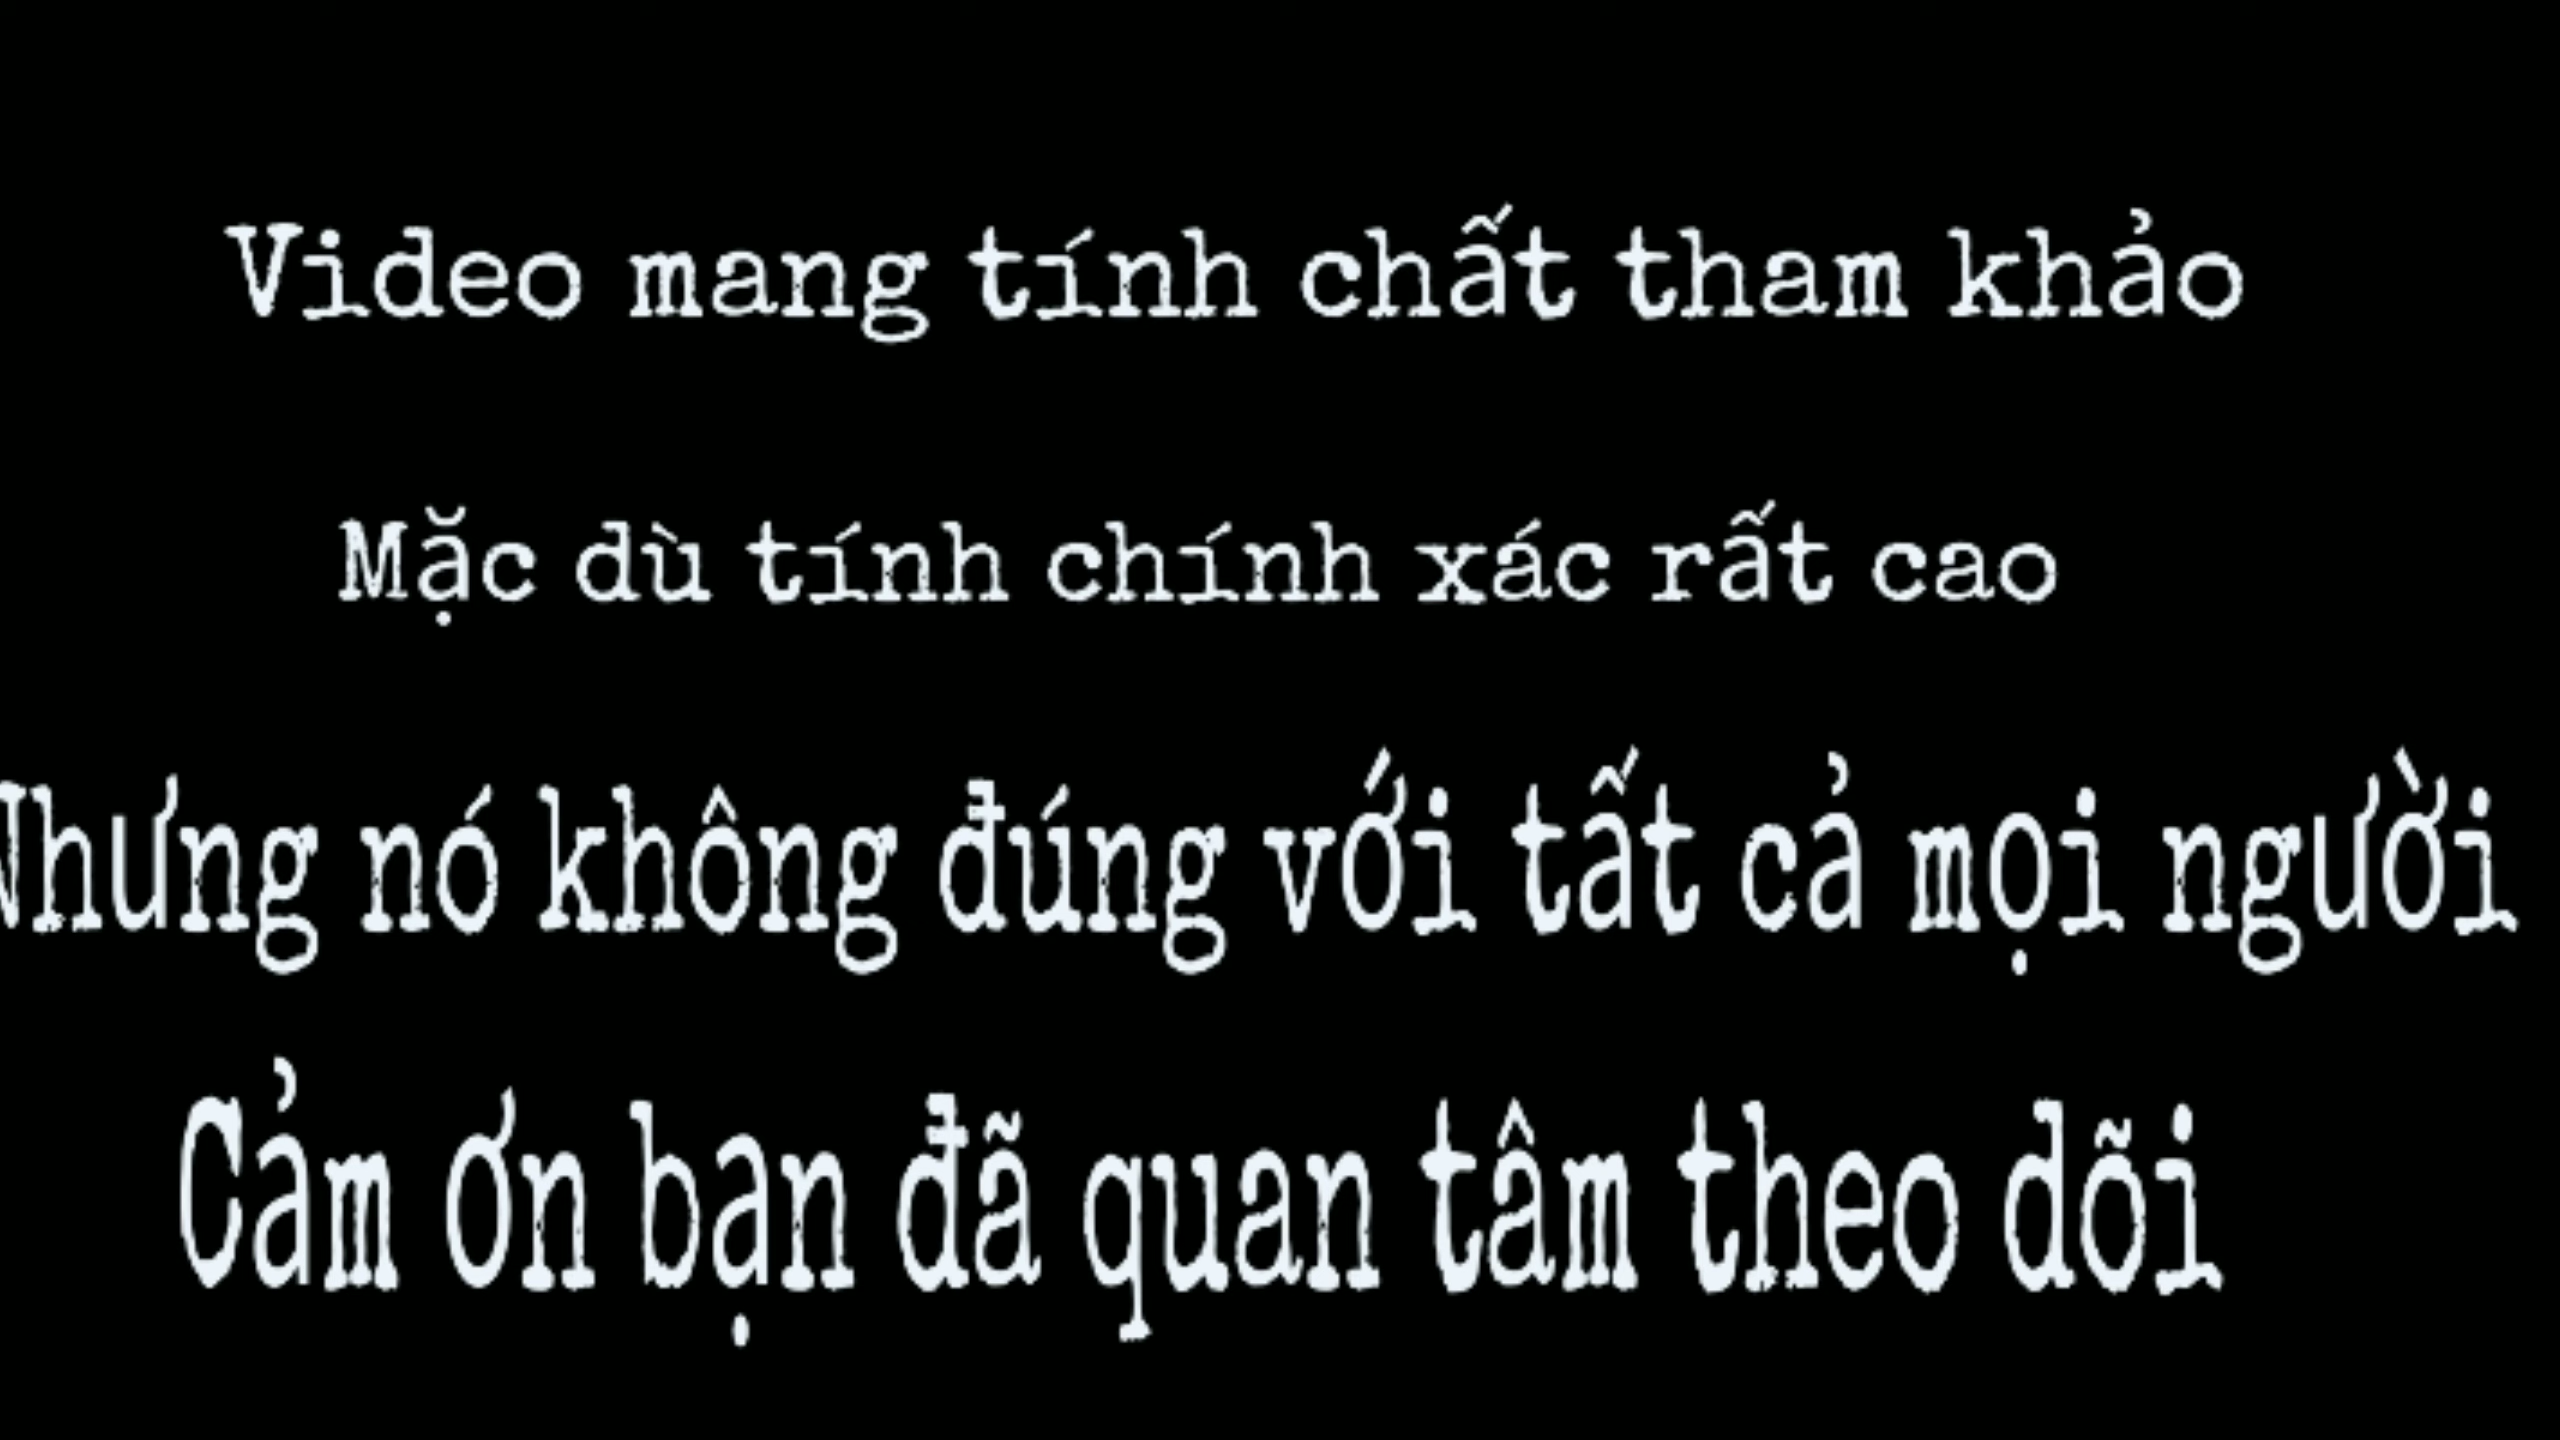 Video mang tính chất tham khảo
Mặc dù tính chính xác rất cao
Nhưng nó không đúng với tất cả mọi người
Cảm ơn bạn đã quan tâm theo dõi